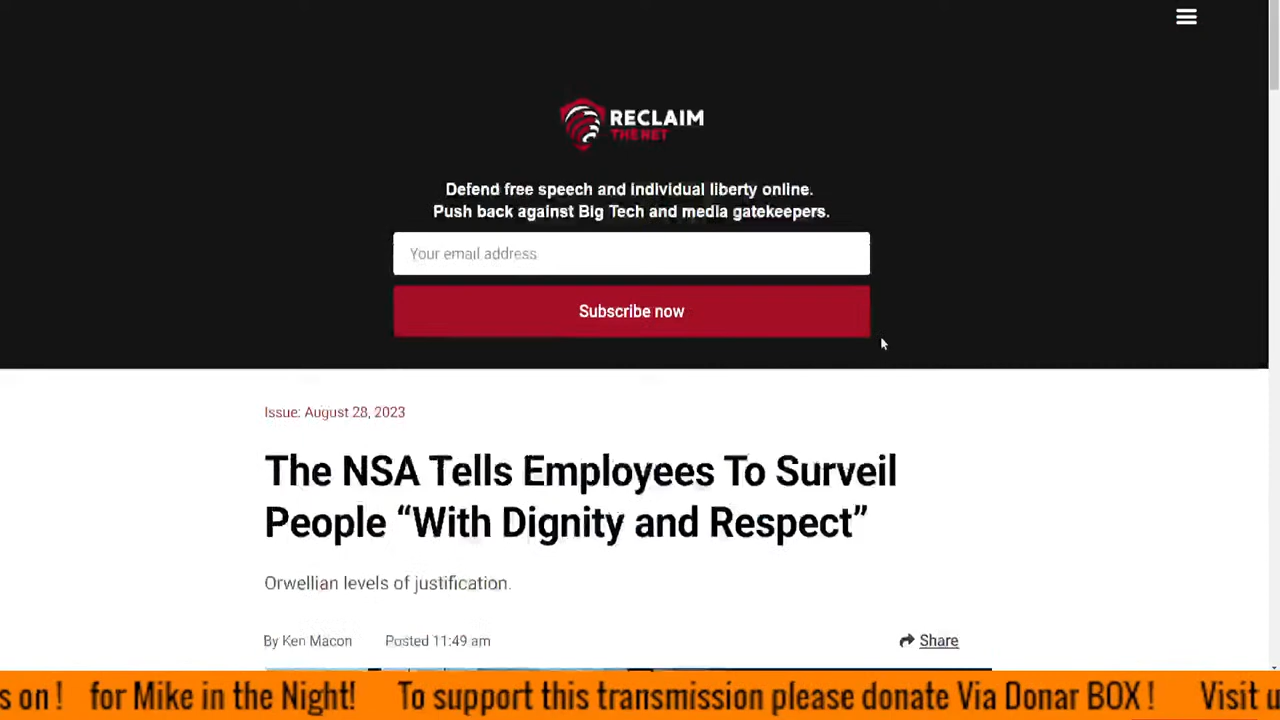 RECLAIM
THE NET
Defend free speech and individual liberty online.
Push back against Big Tech and media gatekeepers.
Your email address
Subscribe now
Issue: August 28, 2023
The NSA Tells Employees To Surveil
People “With Dignity and Respect”
Orwellian levels of justification.
By Ken Macon Posted 11:49 am Share
s on ! for Mike in the Night! To support this transmission please donate Via Donar BOX ! Visit u